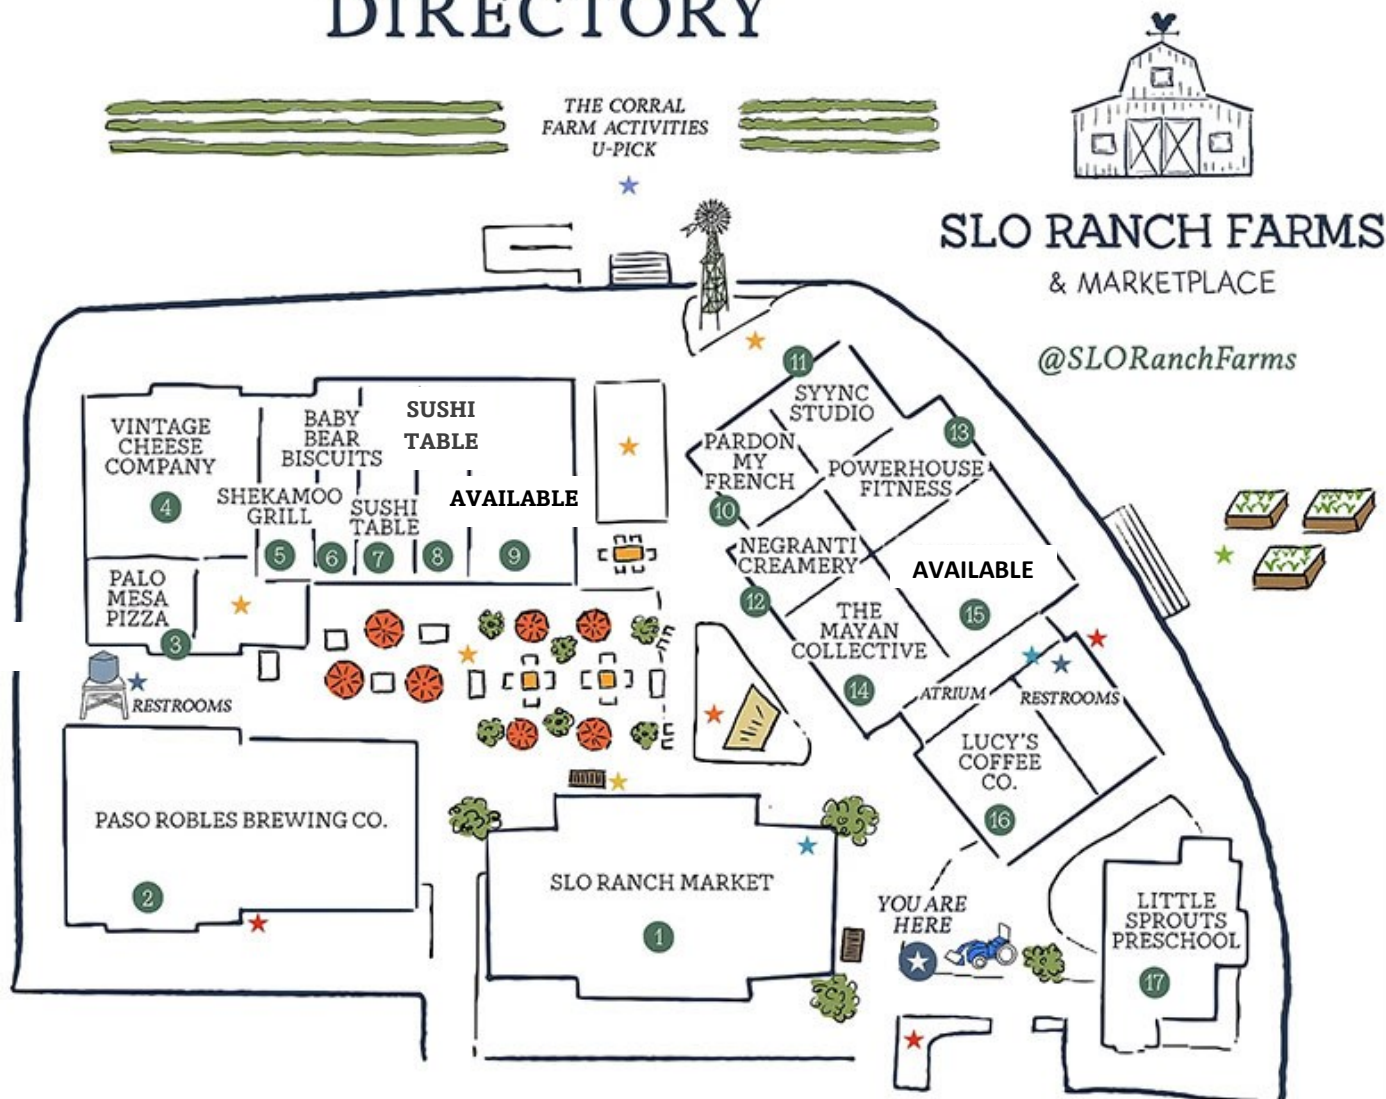 DIRECTORY
THE CORRAL
FARM ACTIVITIES
U-PICK
SLO RANCH FARMS
& MARKETPLACE
@SLORanchFarms
VINTAGE
CHEESE
COMPANY
4
BABY
BEAR
BISCUITS
6
SUSHI
TABLE
SHEKAMOO
GRILL
5
SUSHI
TABLE
7
8
AVAILABLE
9
PALO
MESA
PIZZA
3
RESTROOMS
11
SYYNC
STUDIO
PARDON
MY
FRENCH
10
13
POWERHOUSE
FITNESS
NEGRANTI
CREAMERY
12
AVAILABLE
15
THE
MAYAN
COLLECTIVE
14
ATRIUM
RESTROOMS
LUCY'S
COFFEE
CO.
16
PASO ROBLES BREWING CO.
2
SLO RANCH MARKET
1
YOU ARE
HERE
LITTLE
SPROUTS
PRESCHOOL
17